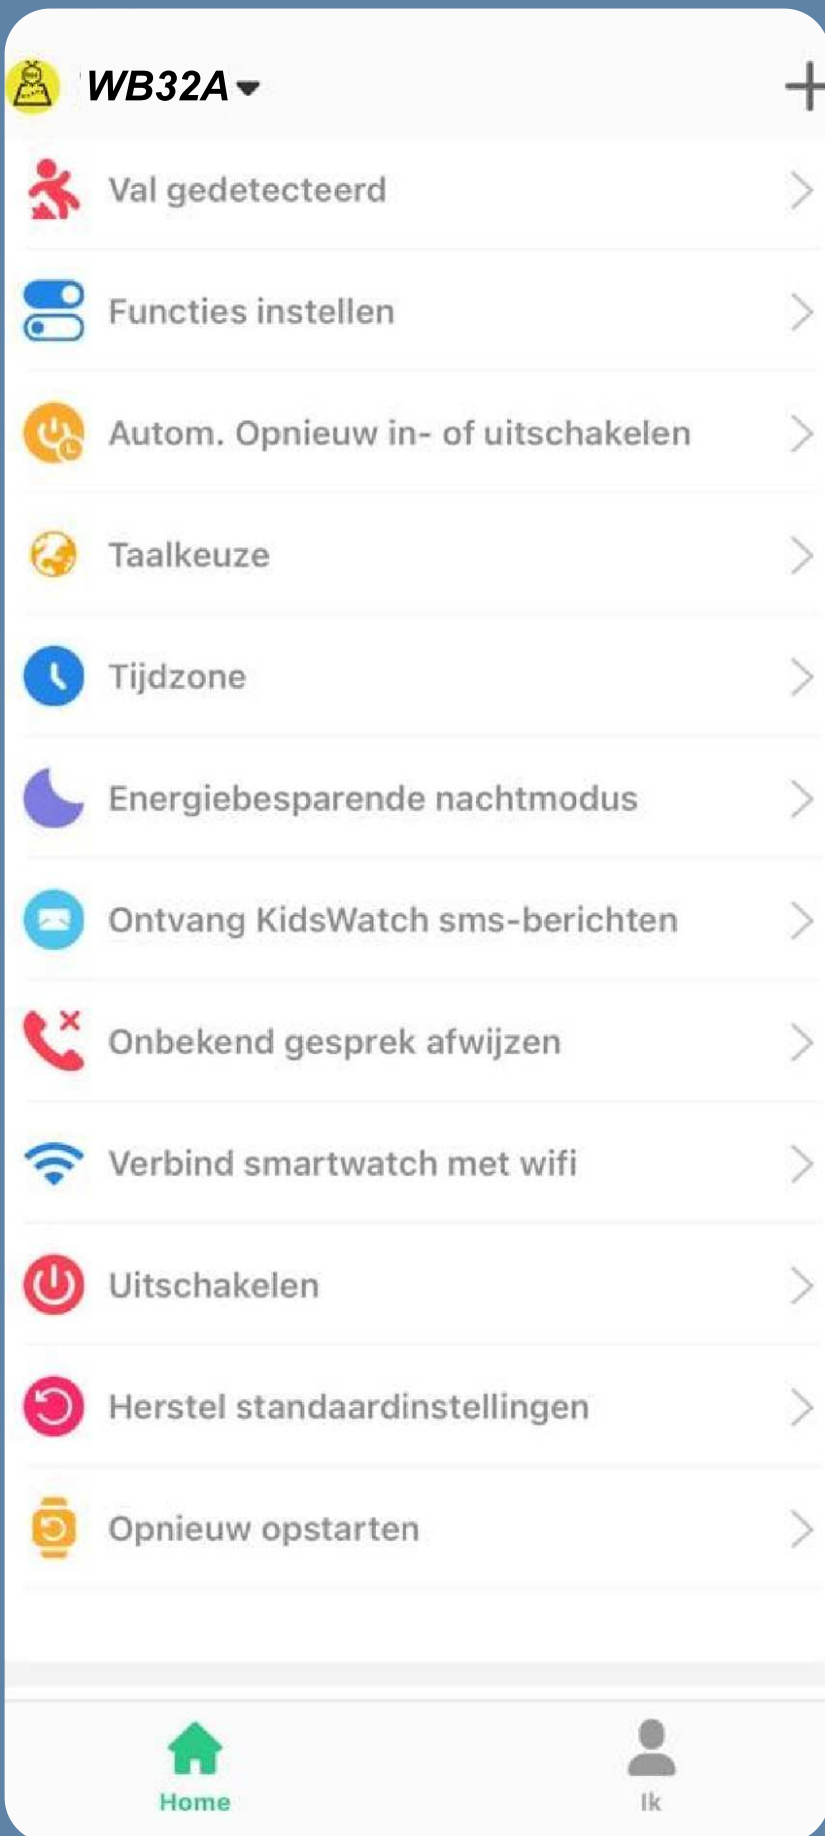 WB32A
Val gedetecteerd
Functies instellen
Autom. Opnieuw in- of uitschakelen
Taalkeuze
Tijdzone
Energiebesparende nachtmodus
Ontvang KidsWatch sms-berichten
Onbekend gesprek afwijzen
Verbind smartwatch met wifi
Uitschakelen
Herstel standaardinstellingen
Opnieuw opstarten
Home
Ik